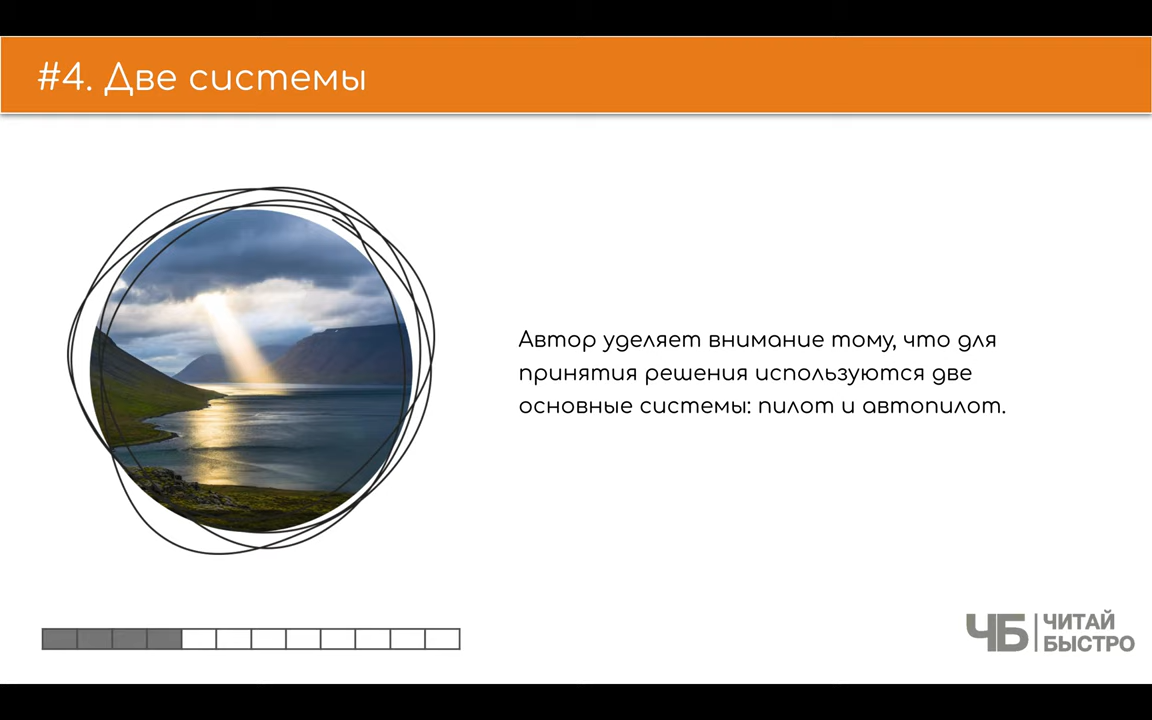 #4. Две системы
Автор уделяет внимание тому, что для
принятия решения используются две
основные системы: пилот и автопилот.
ЧБ
ЧИТАЙ
БЫСТРО